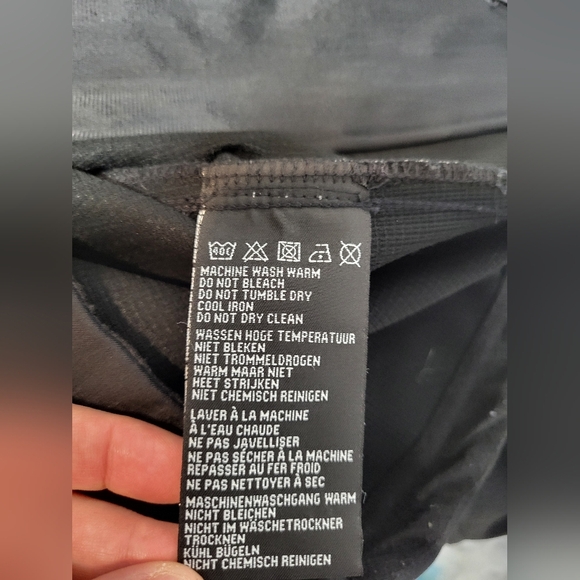 40C
MACHINE WASH WARM
DO NOT BLEACH
DO NOT TUMBLE DRY
COOL IRON
DO NOT DRY CLEAN
WASSEN HOGE TEMPERATUUR
NIET BLEKEN
NIET TROMMELDROGEN
WARM MAAR NIET
HEET STRIJKEN
NIET CHEMISCH REINIGEN
LAVER À LA MACHINE
À L'EAU CHAUDE
NE PAS JAVELLISER
NE PAS SÉCHER À LA MACHINE
REPASSER AU FER FROID
NE PAS NETTOYER À SEC
MASCHINENWASCHGANG WARM
NICHT BLEICHEN
NICHT IM WÄSCHETROCKNER
TROCKNEN
KÜHL BÜGELN
NICHT CHEMISCH REINIGEN